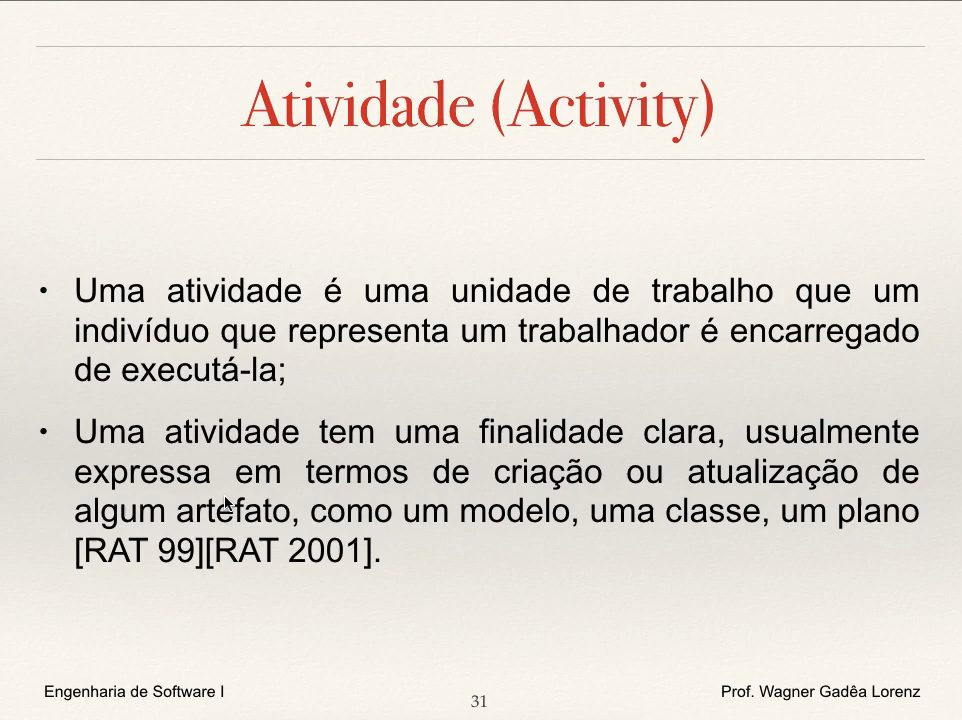 Atividade (Activity)
• Uma atividade é uma unidade de trabalho que um
indivíduo que representa um trabalhador é encarregado
de executá-la;
• Uma atividade tem uma finalidade clara, usualmente
expressa em termos de criação ou atualização de
algum artefato, como um modelo, uma classe, um plano
[RAT 99][RAT 2001].
Engenharia de Software I
31
Prof. Wagner Gadêa Lorenz